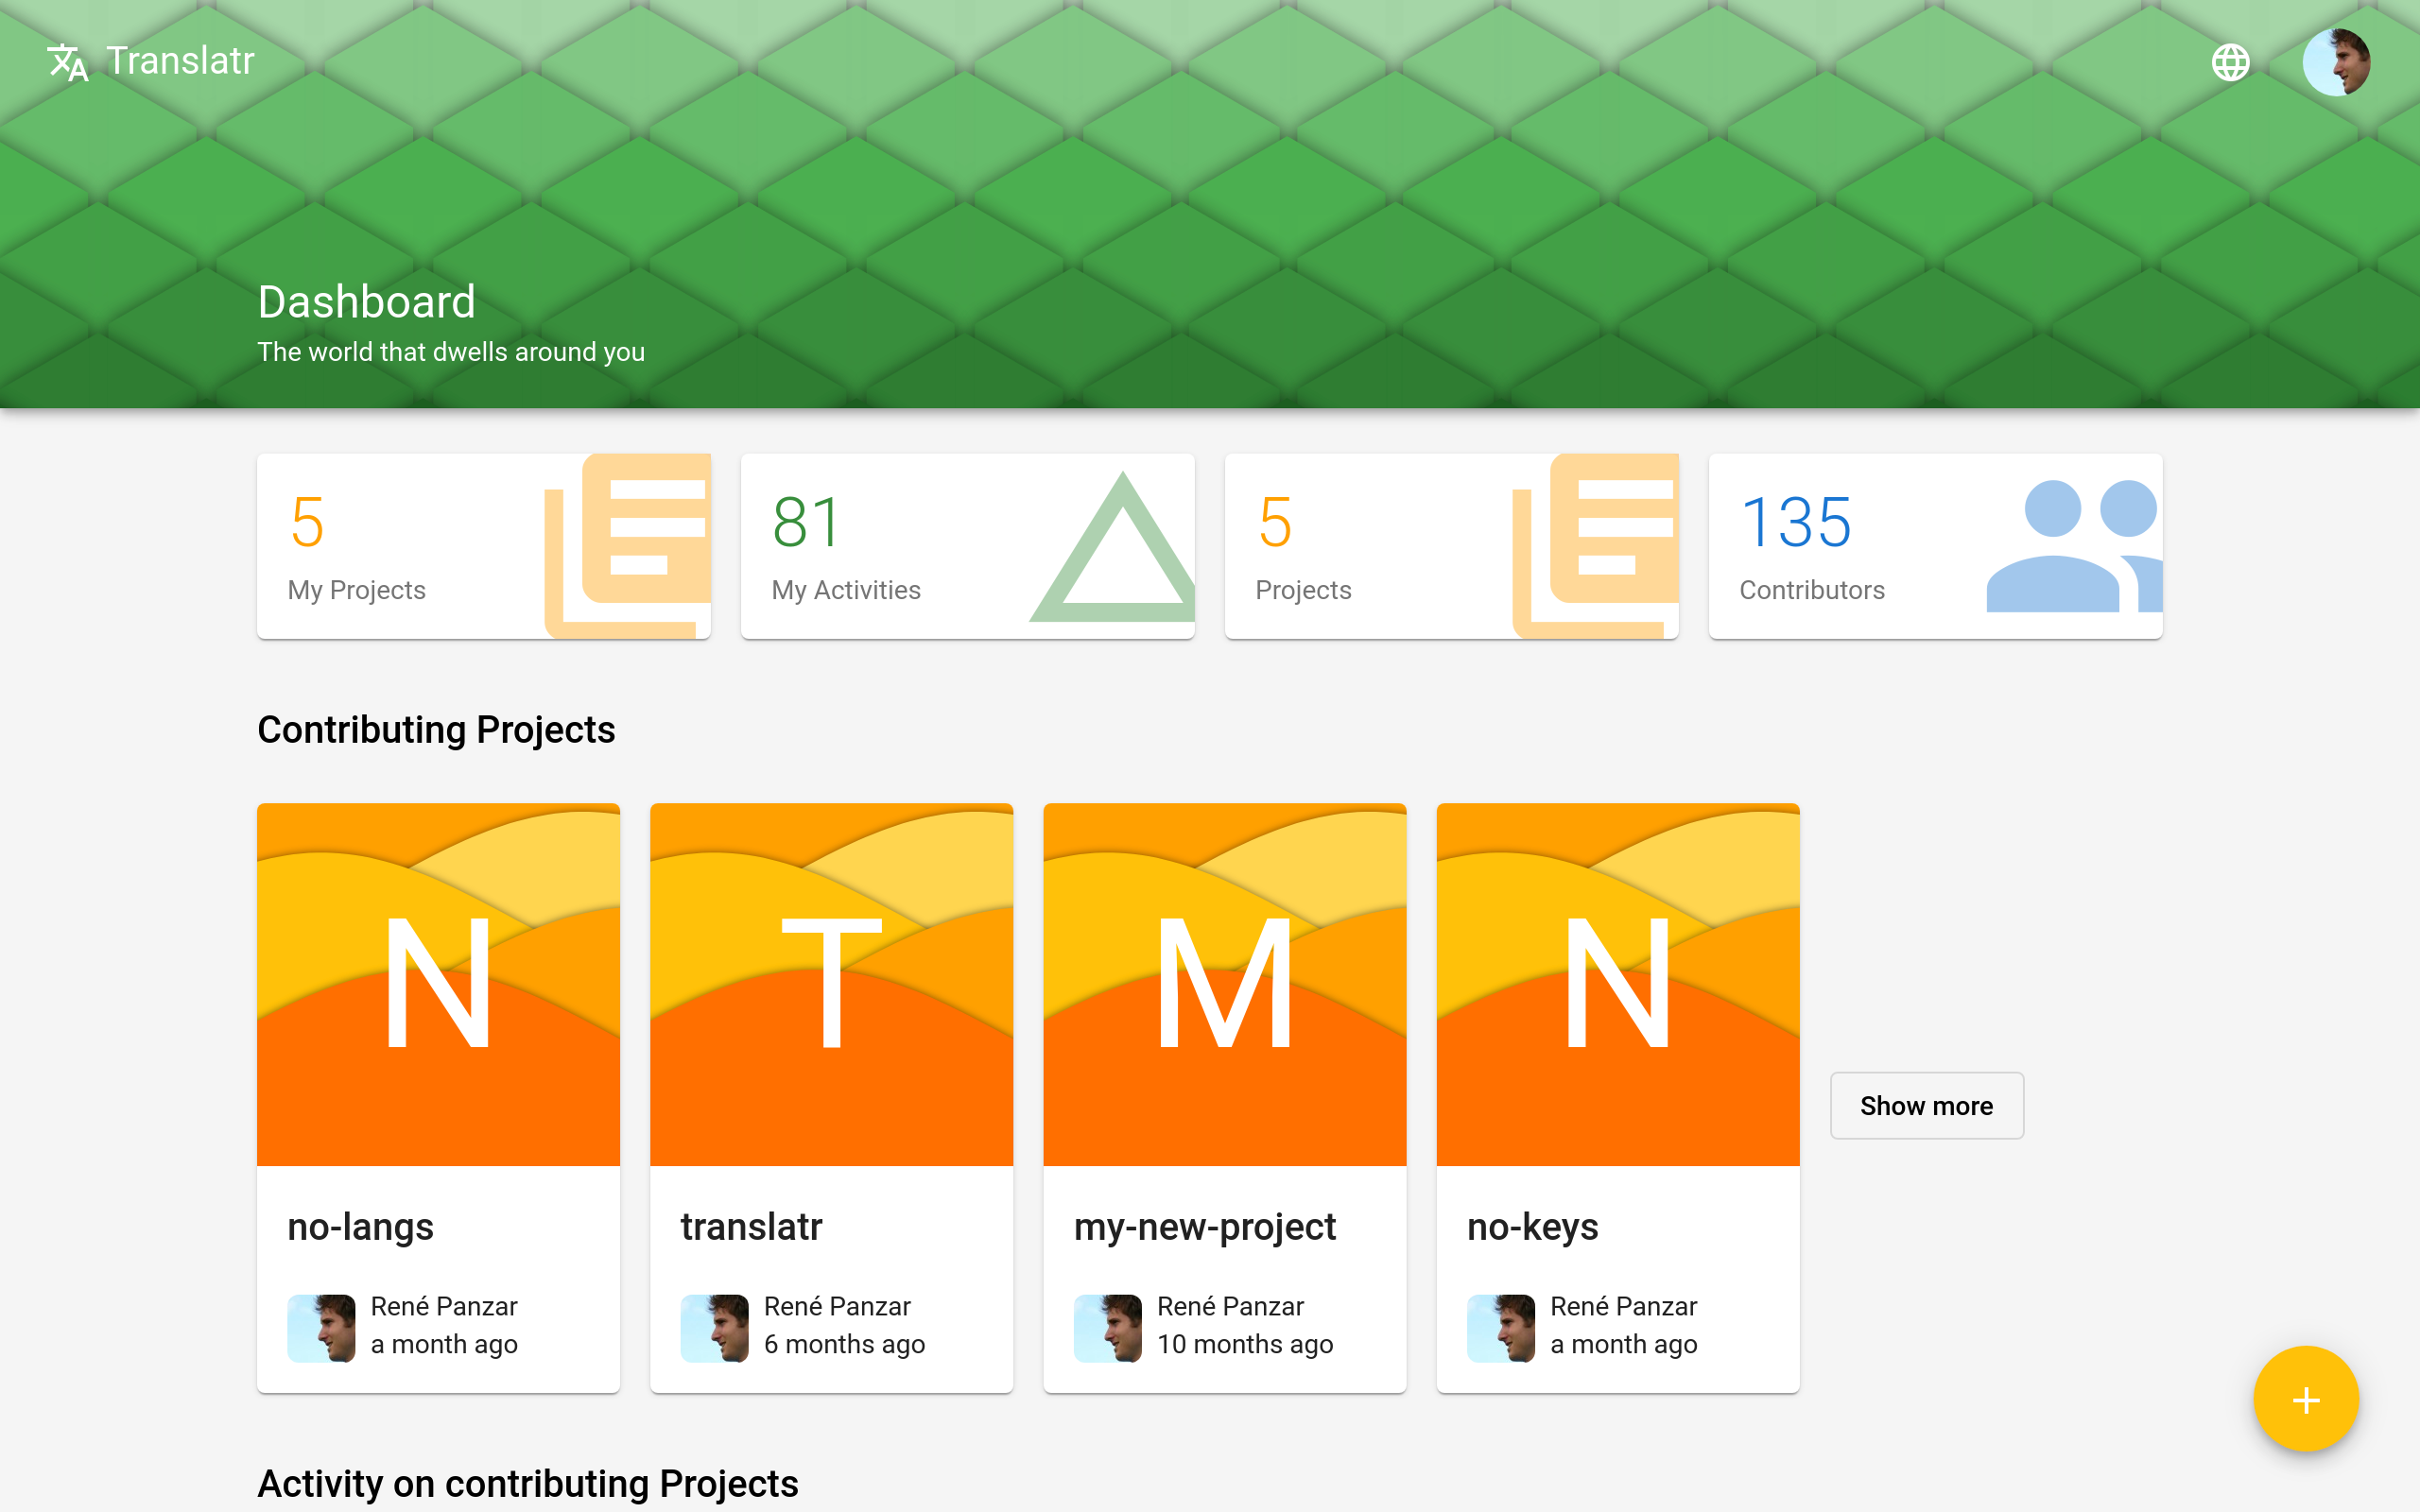 Translatr
Dashboard
The world that dwells around you
5
My Projects
81
My Activities
5
Projects
135
Contributors
Contributing Projects
N
no-langs
René Panzar
a month ago
T
translatr
René Panzar
6 months ago
M
my-new-project
René Panzar
10 months ago
N
no-keys
René Panzar
a month ago
Show more
Activity on contributing Projects